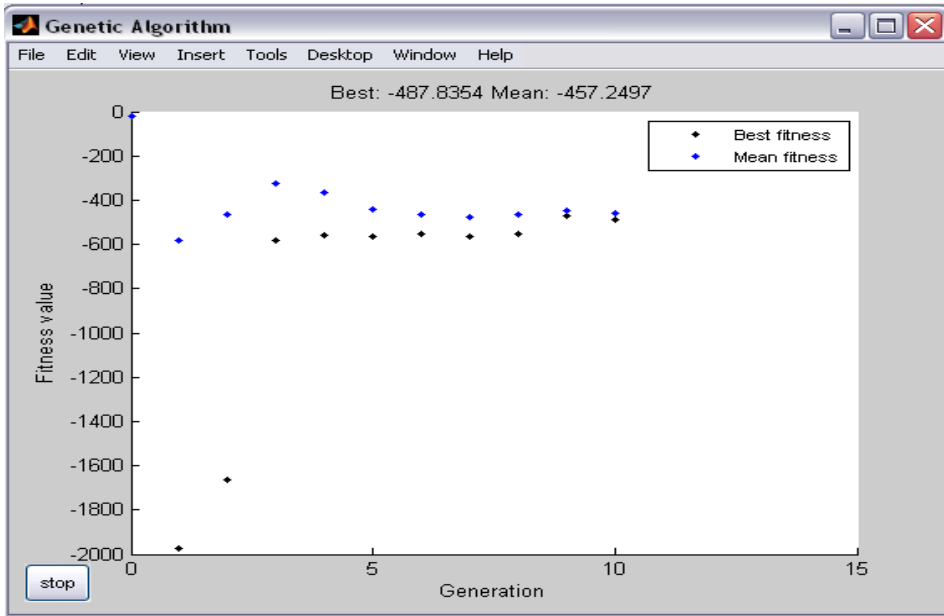 Genetic Algorithm
File Edit View Insert Tools Desktop Window Help
Best: -487.8354 Mean: -457.2497
Best fitness
Mean fitness
0
-200
-400
-600
-800
-1000
-1200
-1400
-1600
-1800
-2000
Fitness value
0 5 10 15
Generation
stop